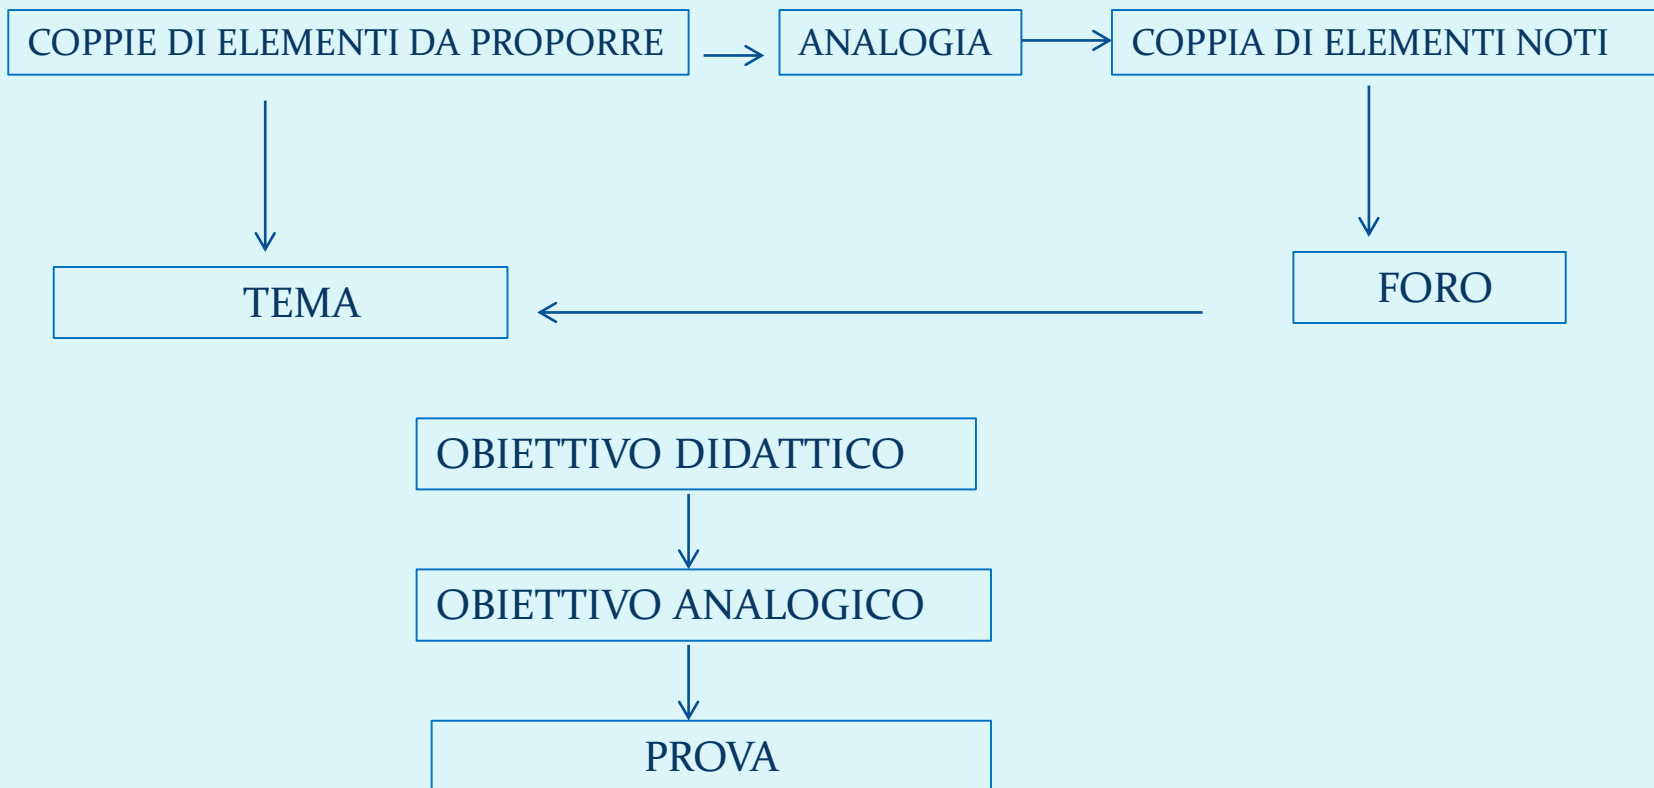 COPPIE DI ELEMENTI DA PROPORRE
ANALOGIA
COPPIA DI ELEMENTI NOTI
TEMA
FORO
OBIETTIVO DIDATTICO
OBIETTIVO ANALOGICO
PROVA